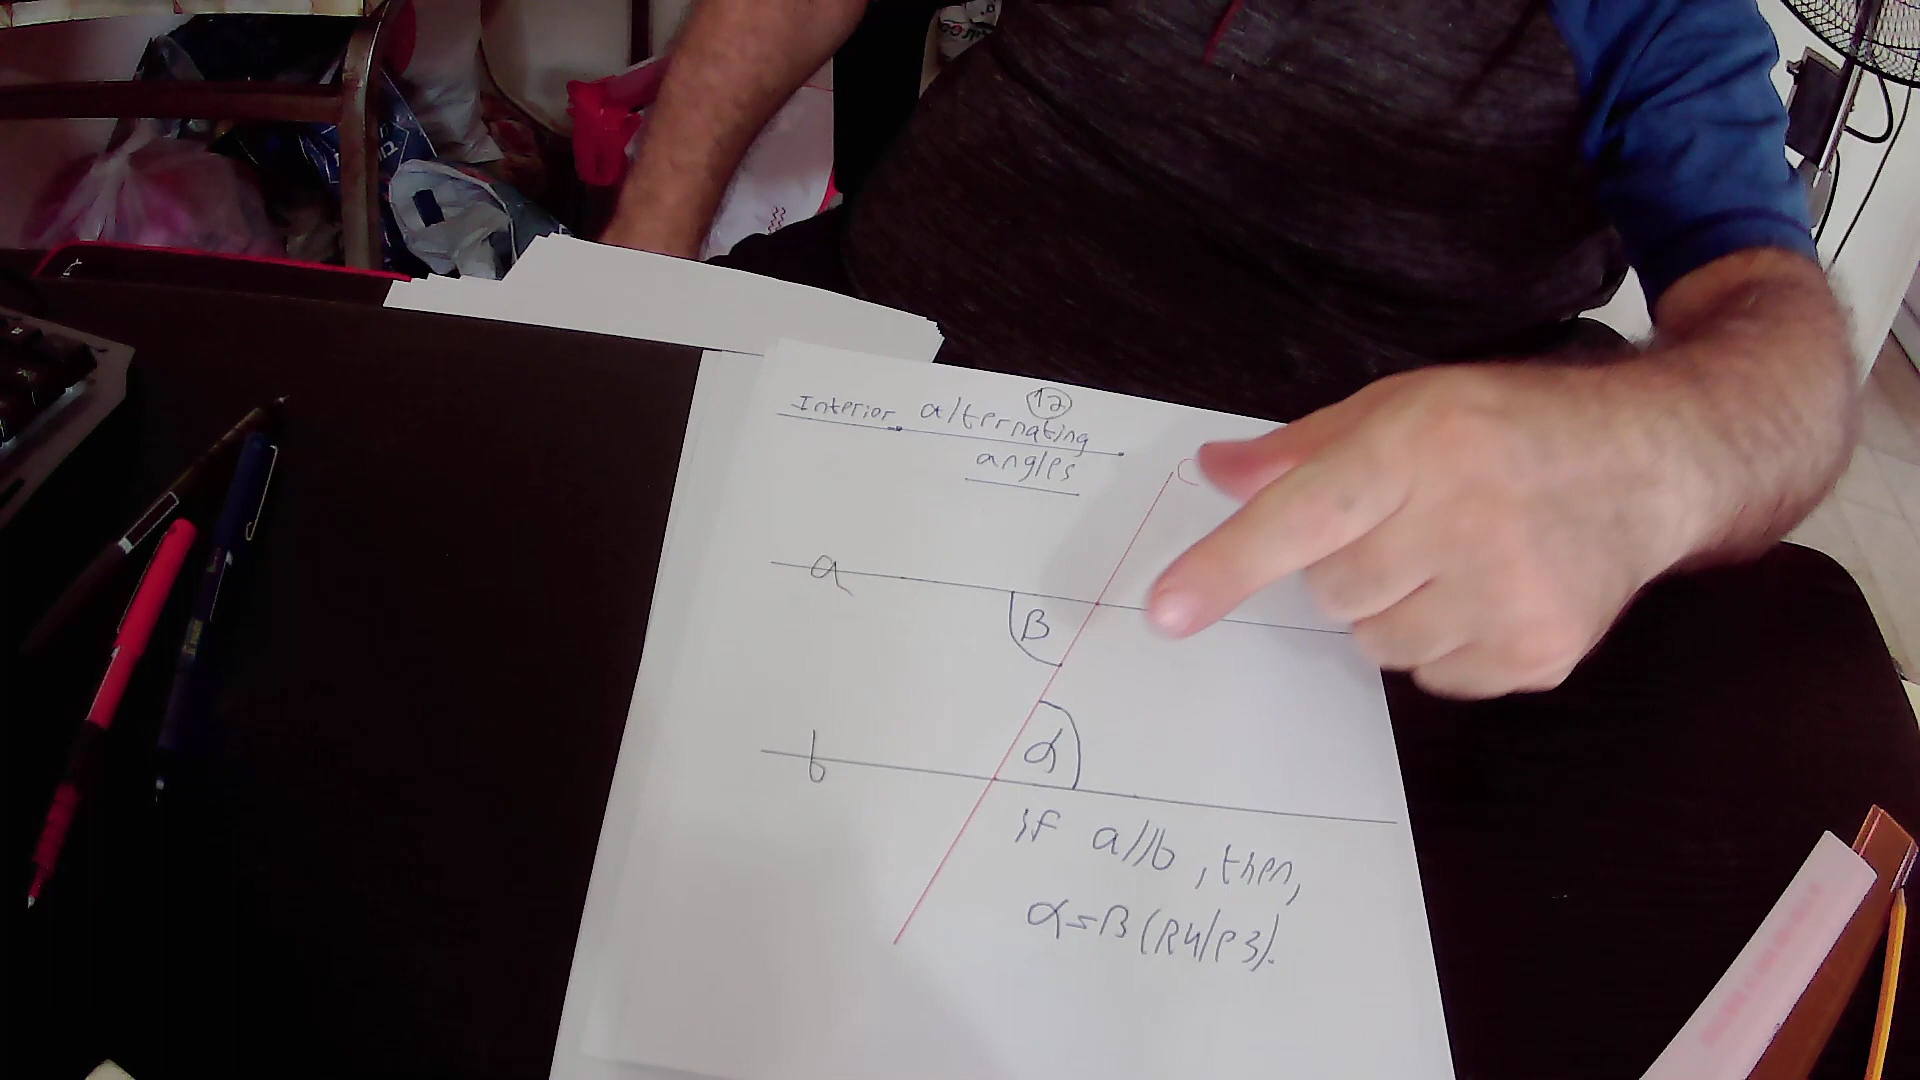 12
Interior alternating
angles
C
a
β
α
b
if a//b, then,
α=β (R4/P3).